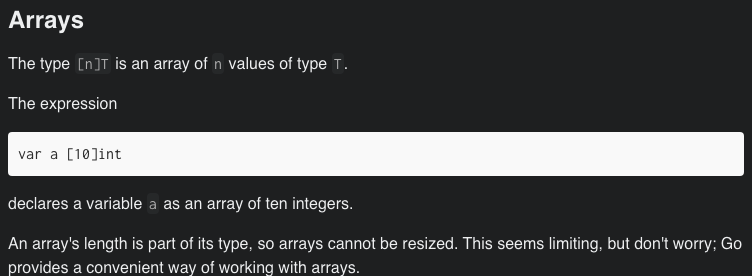 Arrays
The type [n]T is an array of n values of type T.
The expression
var a [10]int
declares a variable a as an array of ten integers.
An array's length is part of its type, so arrays cannot be resized. This seems limiting, but don't worry; Go
provides a convenient way of working with arrays.